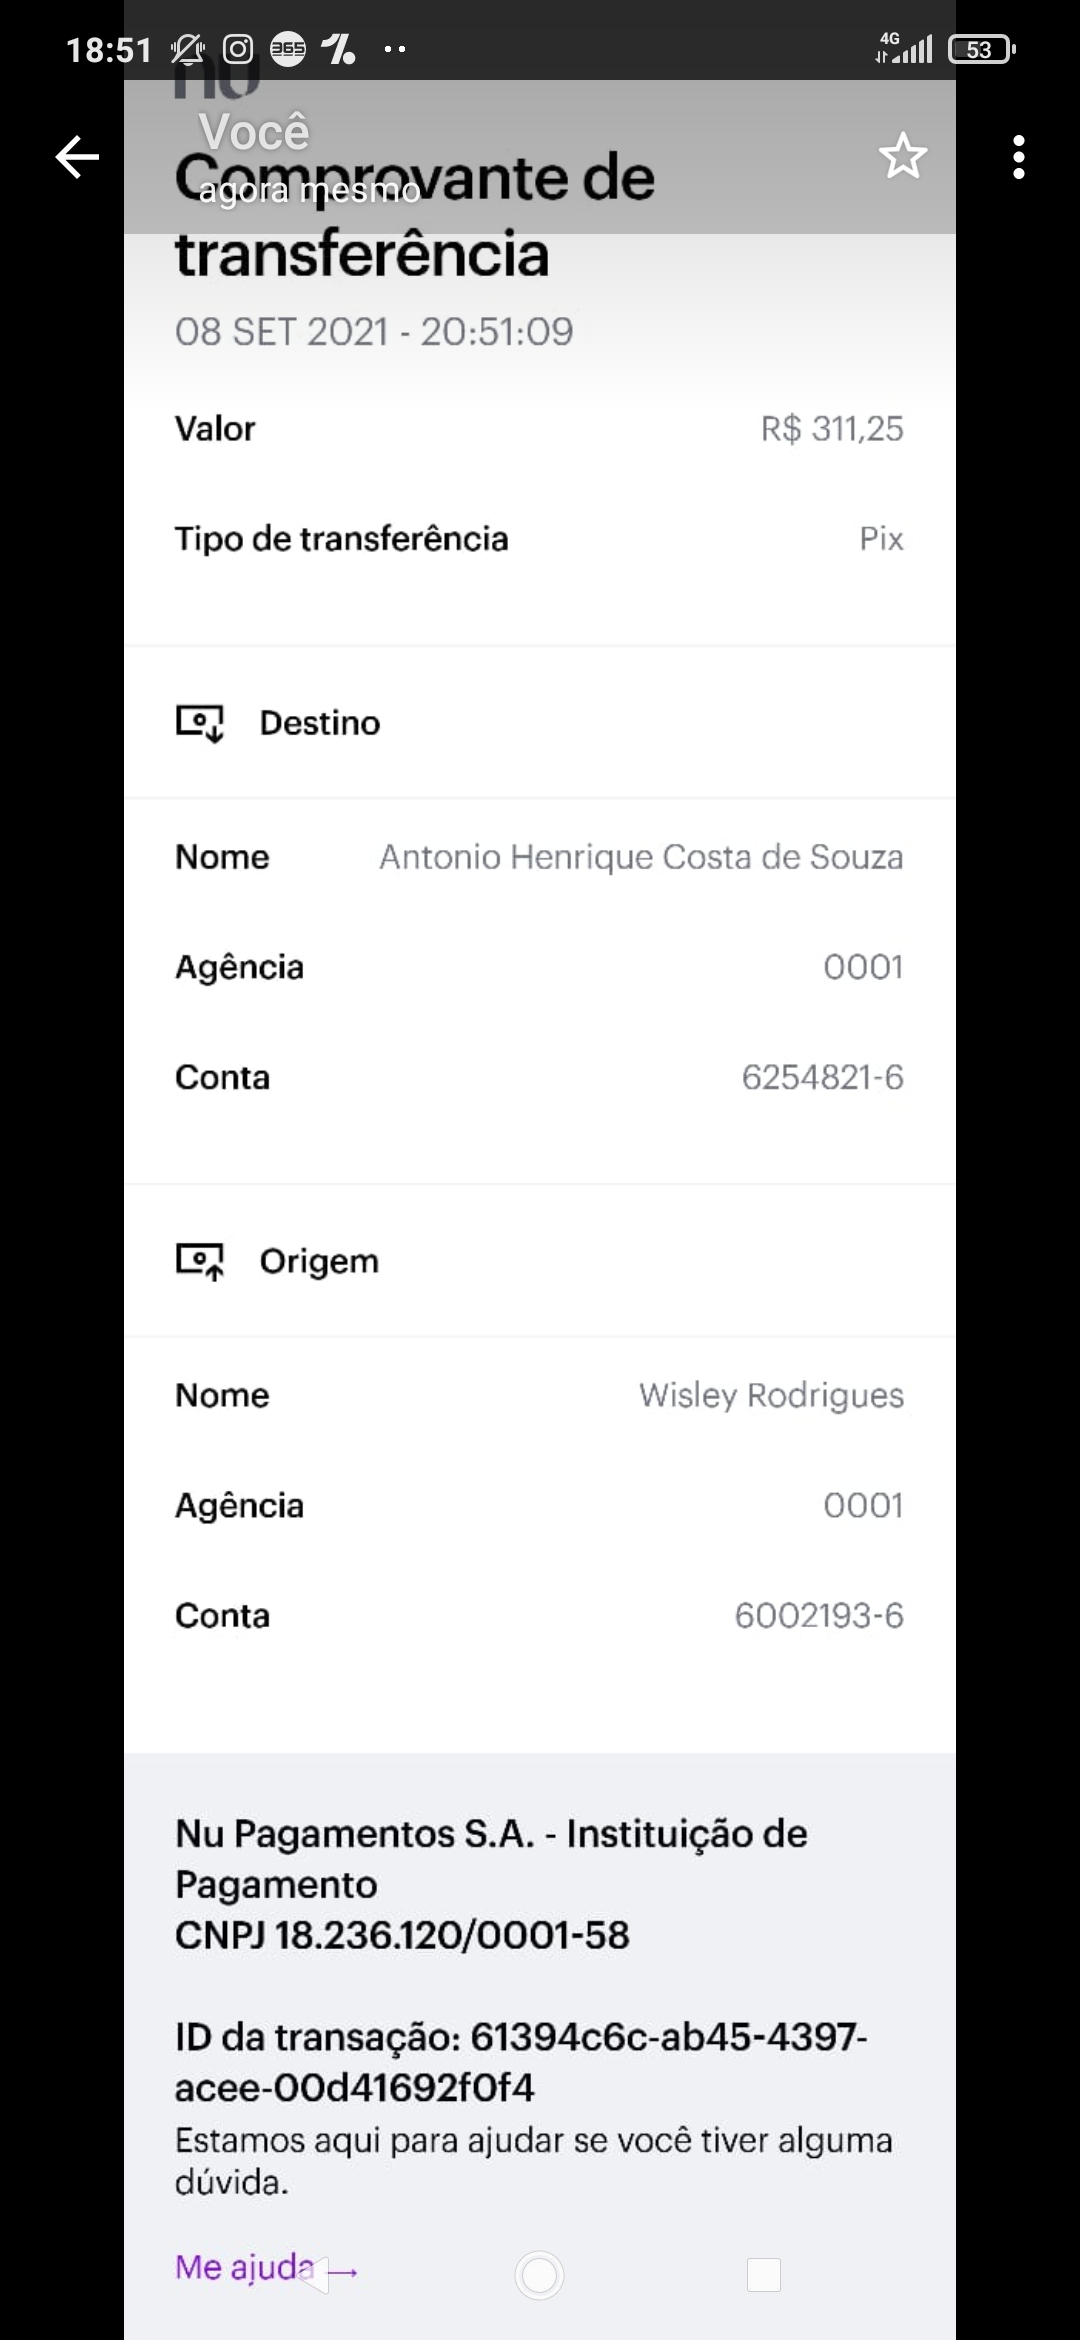 18:51
365
4G
53
nu
Você
agora mesmo
Comprovante de
transferência
08 SET 2021 - 20:51:09
Valor R$ 311,25
Tipo de transferência Pix
Destino
Nome Antonio Henrique Costa de Souza
Agência 0001
Conta 6254821-6
Origem
Nome Wisley Rodrigues
Agência 0001
Conta 6002193-6
Nu Pagamentos S.A. - Instituição de
Pagamento
CNPJ 18.236.120/0001-58
ID da transação: 61394c6c-ab45-4397-
acee-00d41692f0f4
Estamos aqui para ajudar se você tiver alguma
dúvida.
Me ajuda →